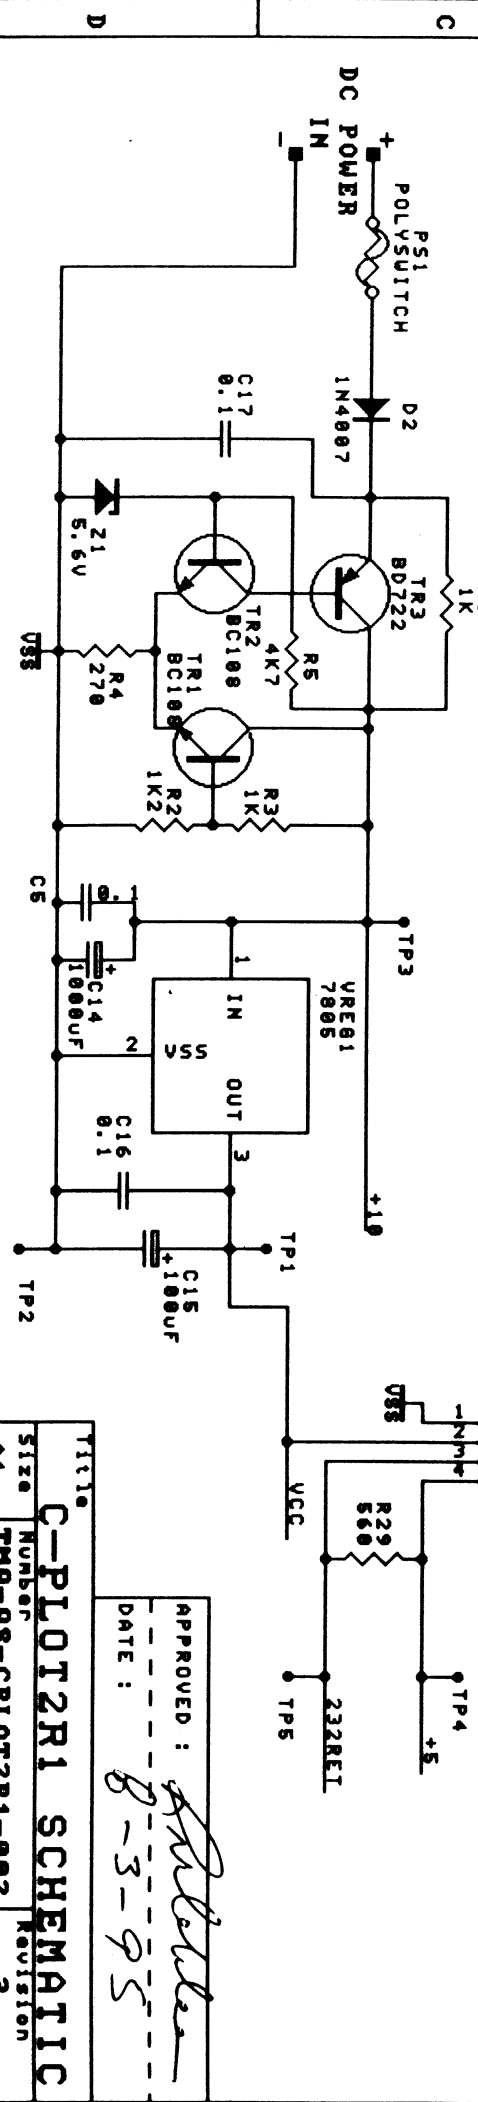 D
C
DC POWER
IN
+
-
PS1
POLYSWITCH
D2
1N4007
C17
0.1
1K
TR3
BD722
Z1
5.6V
TR2
BC108
R5
4K7
VSS
R4
270
TR1
BC108
R3
1K
R2
1K2
C5
0.1
+
C14
1000uF
TP3
VREG1
7805
1
IN
2
VSS
OUT
3
C16
0.1
+10
TP1
C15
+
100uF
TP2
VSS
1
2
3
4
VCC
R29
560
TP4
+5
TP5
232RET
APPROVED :
DATE : 8-3-95
Title
C-PLOT2R1 SCHEMATIC
Size
Number
Revision